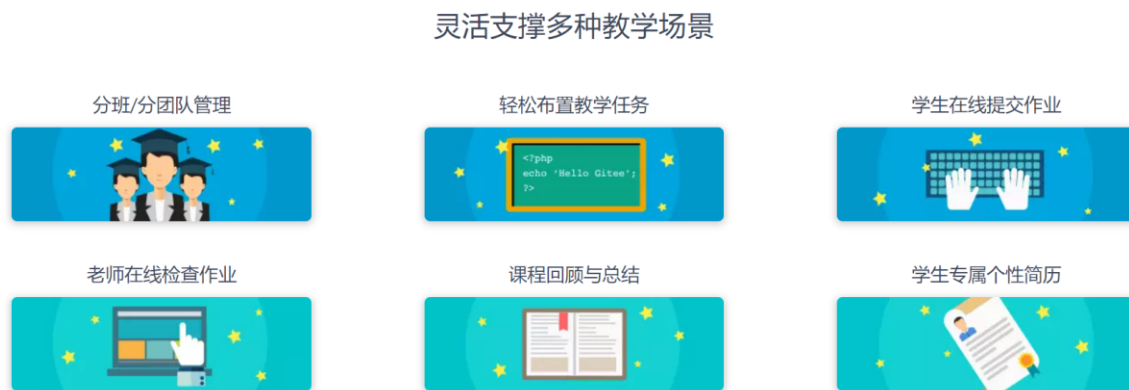 灵活支撑多种教学场景
分班/分团队管理
轻松布置教学任务
学生在线提交作业
<?php
echo 'Hello Gitee';
?>
老师在线检查作业
课程回顾与总结
学生专属个性简历